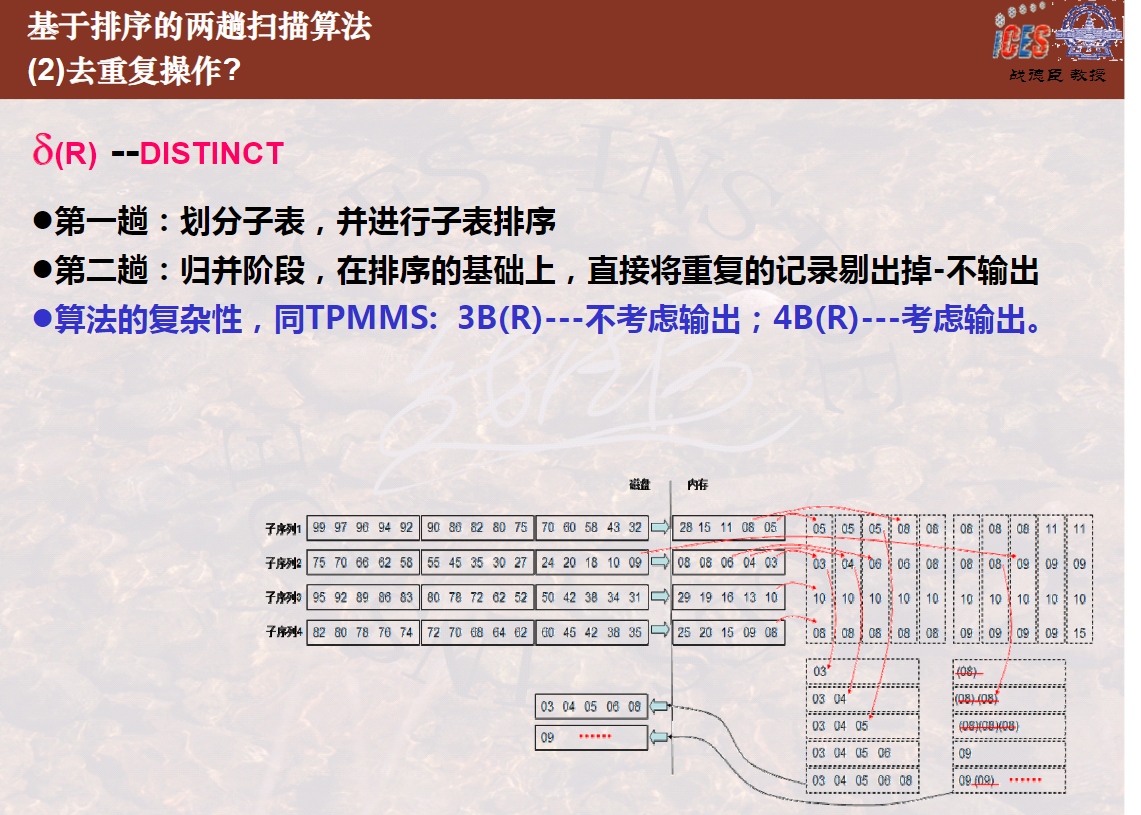 基于排序的两趟扫描算法
(2)去重复操作?
iCES
战德臣 教授
δ(R) --DISTINCT
●第一趟：划分子表，并进行子表排序
●第二趟：归并阶段，在排序的基础上，直接将重复的记录剔出掉-不输出
●算法的复杂性，同TPMMS: 3B(R)---不考虑输出；4B(R)---考虑输出。
磁盘 内存
子序列1 99 97 96 94 92 90 86 82 80 75 70 60 58 43 32 28 15 11 08 05 05 05 05 08 08 08 08 08 11 11
子序列2 75 70 66 62 58 55 45 35 30 27 24 20 18 10 09 08 08 06 04 03 03 04 06 06 08 08 08 09 09 09
子序列3 95 92 89 86 83 80 78 72 62 52 50 42 38 34 31 29 19 16 13 10 10 10 10 10 10 10 10 10 10 10
子序列4 82 80 78 76 74 72 70 68 64 62 60 45 42 38 35 25 20 15 09 08 08 08 08 08 08 09 09 09 09 15
03 (08)
03 04 (08) (08)
03 04 05 (08)(08)(08)
03 04 05 06 09
03 04 05 06 08 09 (09) ······
03 04 05 06 08
09 ······